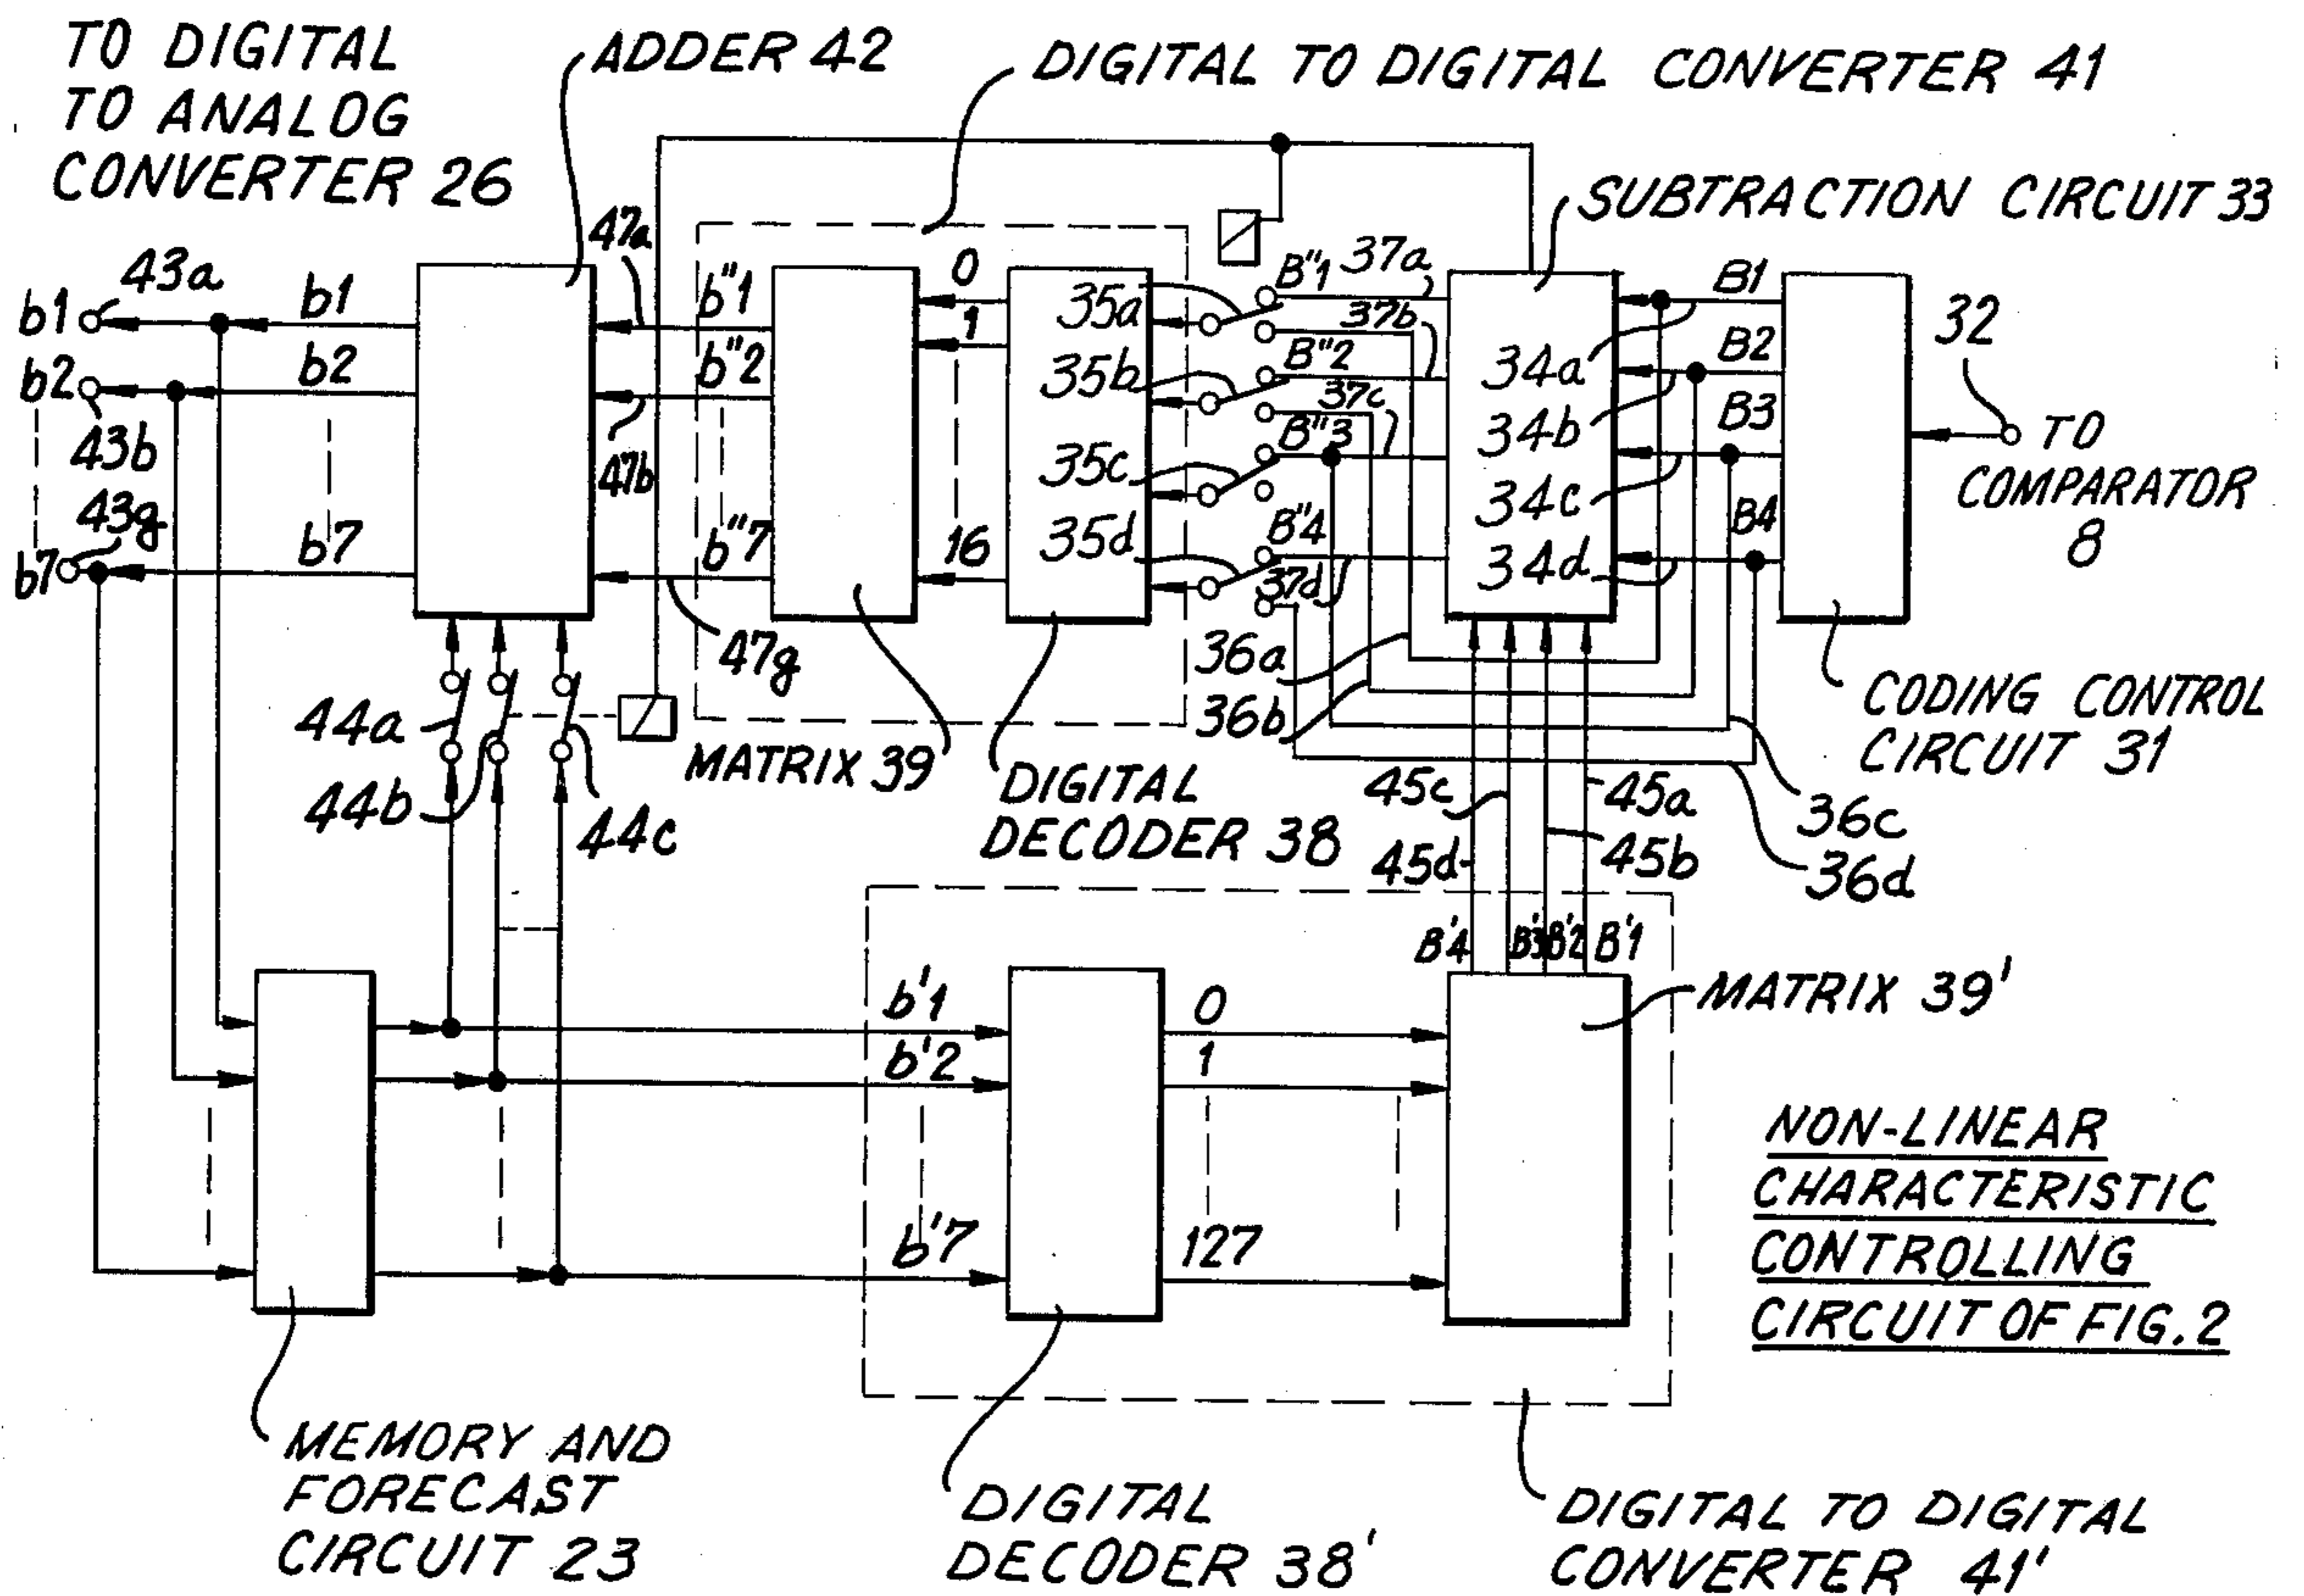 TO DIGITAL
TO ANALOG
CONVERTER 26
ADDER 42
DIGITAL TO DIGITAL CONVERTER 41
SUBTRACTION CIRCUIT 33
43a
b1
b1
b2
b2
43b
43g
b7
b7
47a
b"1
b"2
47b
b"7
47g
0
1
16
35a
35b
35c
35d
B"1
37a
37b
B"2
37c
B"3
B"4
37d
34a
34b
34c
34d
B1
B2
B3
B4
32
TO
COMPARATOR
8
36a
36b
44a
44b
44c
MATRIX 39
DIGITAL
DECODER 38
45c
45d
45a
45b
CODING CONTROL
CIRCUIT 31
36c
36d
B'4
B'3
B'2
B'1
MATRIX 39'
b'1
b'2
b'7
0
1
127
NON-LINEAR
CHARACTERISTIC
CONTROLLING
CIRCUIT OF FIG. 2
MEMORY AND
FORECAST
CIRCUIT 23
DIGITAL
DECODER 38'
DIGITAL TO DIGITAL
CONVERTER 41'